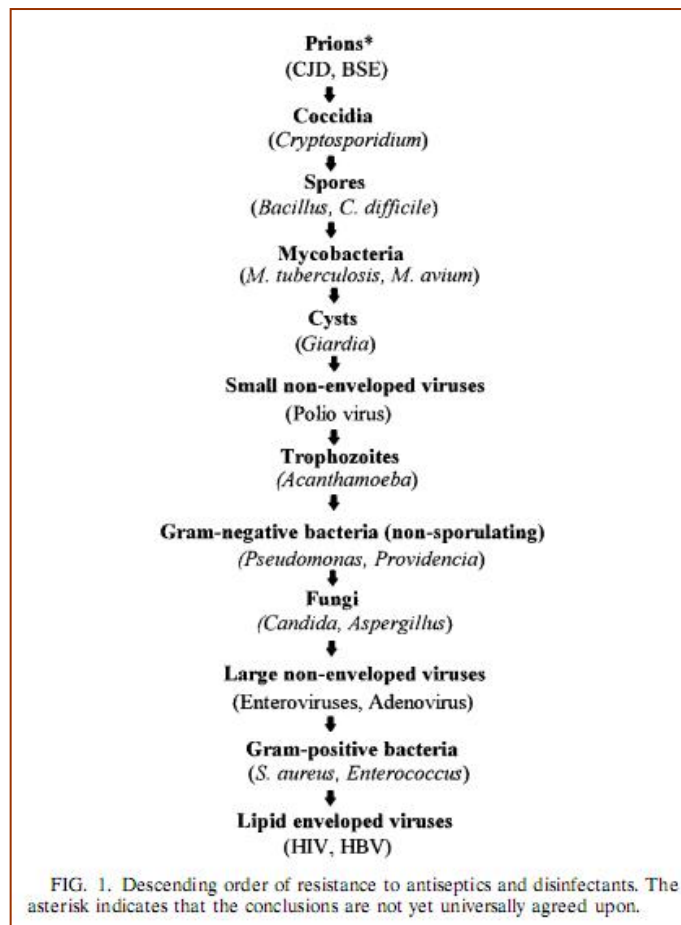 Prions*
(CJD, BSE)
Coccidia
(Cryptosporidium)
Spores
(Bacillus, C. difficile)
Mycobacteria
(M. tuberculosis, M. avium)
Cysts
(Giardia)
Small non-enveloped viruses
(Polio virus)
Trophozoites
(Acanthamoeba)
Gram-negative bacteria (non-sporulating)
(Pseudomonas, Providencia)
Fungi
(Candida, Aspergillus)
Large non-enveloped viruses
(Enteroviruses, Adenovirus)
Gram-positive bacteria
(S. aureus, Enterococcus)
Lipid enveloped viruses
(HIV, HBV)
FIG. 1. Descending order of resistance to antiseptics and disinfectants. The
asterisk indicates that the conclusions are not yet universally agreed upon.